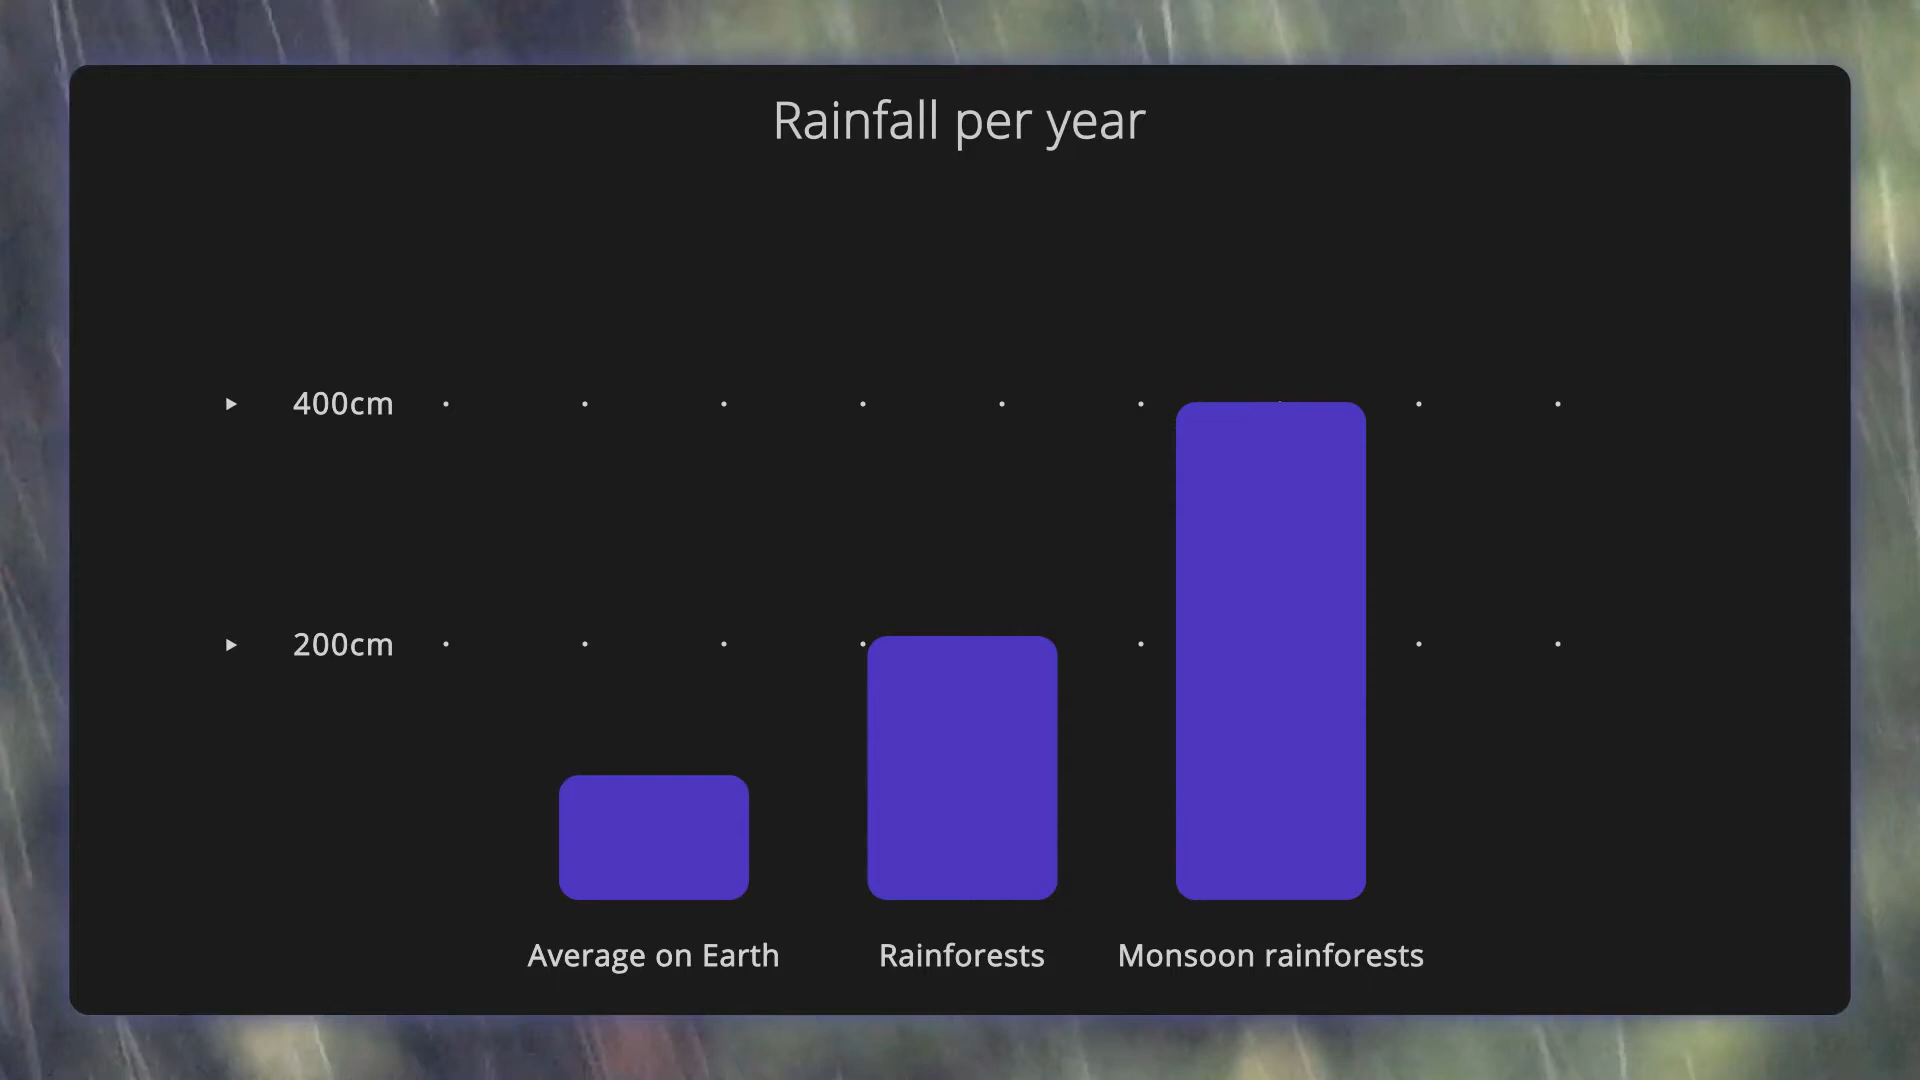 Rainfall per year
400cm
200cm
Average on Earth
Rainforests
Monsoon rainforests